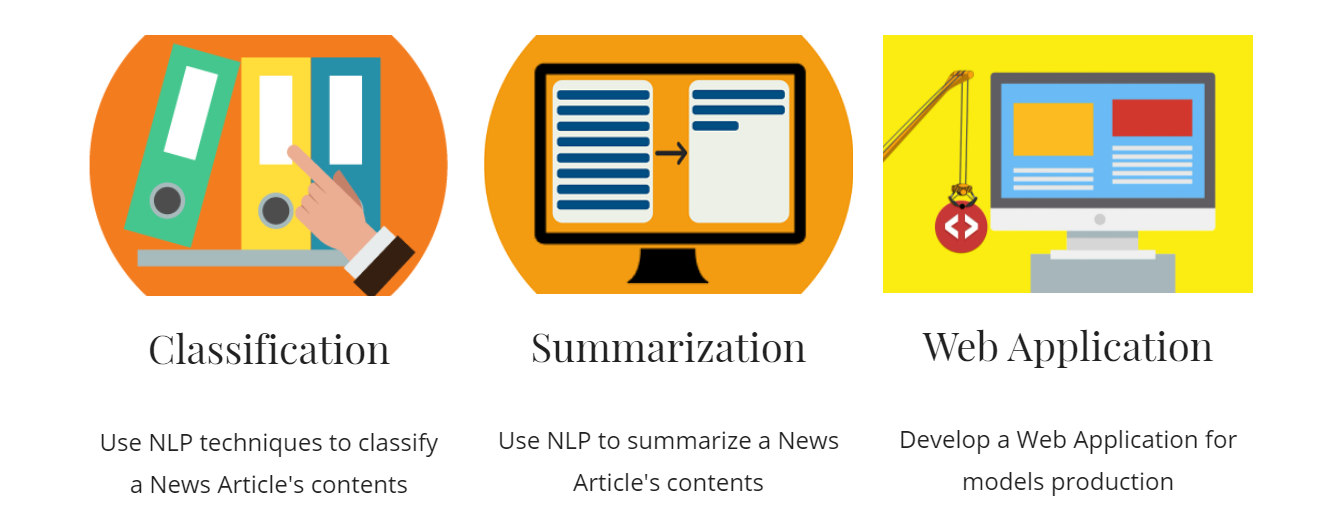 Classification
Use NLP techniques to classify
a News Article's contents
Summarization
Use NLP to summarize a News
Article's contents
Web Application
Develop a Web Application for
models production